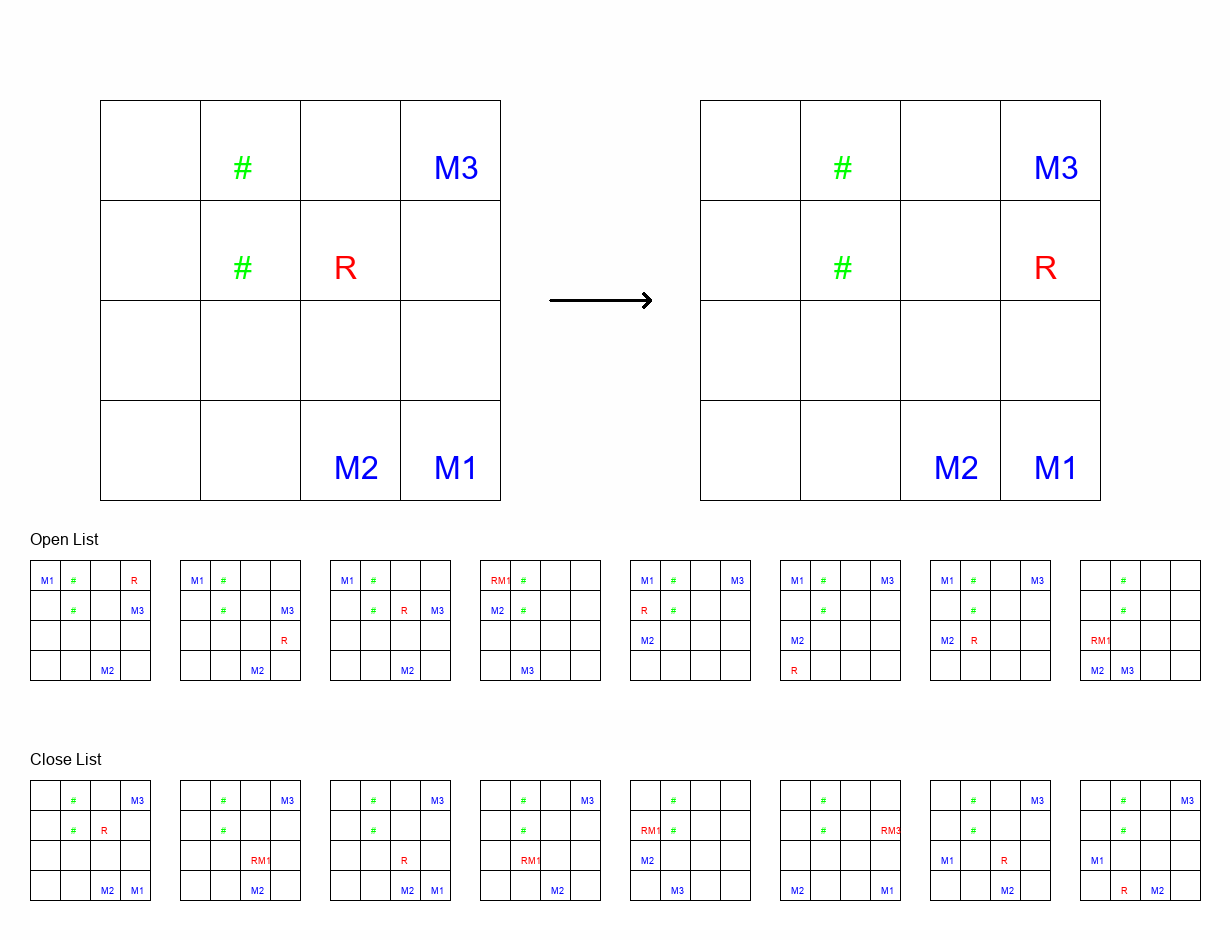 # M3 # M3
# R # R
M2 M1 M2 M1
Open List
M1 # R M1 # M1 # RM1 # M1 # M3 M1 # M3 M1 # M3 #
# M3 # M3 # R M3 M2 # R # # # #
R M2 M2 M2 R RM1
M2 M2 M2 M3 R M2 M3
Close List
# M3 # M3 # M3 # M3 # # # M3 # M3
# R # # # RM1 # # RM3 # #
RM1 R RM1 M2 M1 R M1
M2 M1 M2 M2 M1 M2 M3 M2 M1 M2 R M2